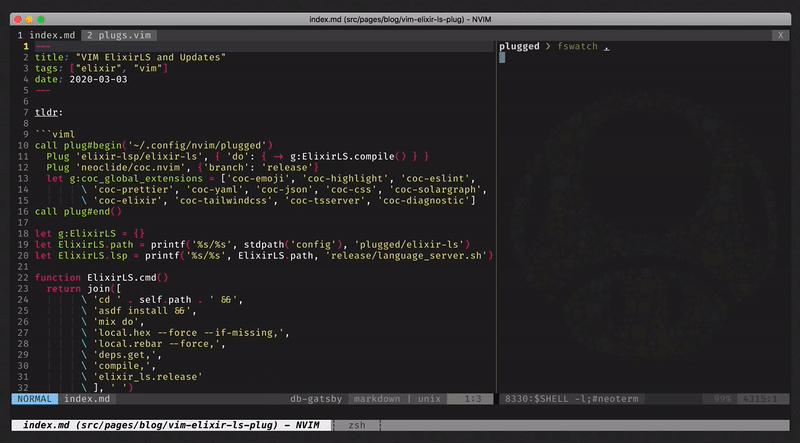 index.md (src/pages/blog/vim-elixir-ls-plug) - NVIM
1 index.md 2 plugs.vim X
1 ---
2 title: "VIM ElixirLS and Updates"
3 tags: ["elixir", "vim"]
4 date: 2020-03-03
5 ---
6
7 tldr:
8
9 ```viml
10 call plug#begin('~/.config/nvim/plugged')
11 Plug 'elixir-lsp/elixir-ls', { 'do': { -> g:ElixirLS.compile() } }
12 Plug 'neoclide/coc.nvim', {'branch': 'release'}
13 let g:coc_global_extensions = ['coc-emoji', 'coc-highlight', 'coc-eslint',
14 \ 'coc-prettier', 'coc-yaml', 'coc-json', 'coc-css', 'coc-solargraph',
15 \ 'coc-elixir', 'coc-tailwindcss', 'coc-tsserver', 'coc-diagnostic']
16 call plug#end()
17
18 let g:ElixirLS = {}
19 let ElixirLS.path = printf('%s/%s', stdpath('config'), 'plugged/elixir-ls')
20 let ElixirLS.lsp = printf('%s/%s', ElixirLS.path, 'release/language_server.sh')
21
22 function ElixirLS.cmd()
23 return join([
24 \ 'cd ' . self.path . ' &&',
25 \ 'asdf install &&',
26 \ 'mix do',
27 \ 'local.hex --force --if-missing,',
28 \ 'local.rebar --force,',
29 \ 'deps.get,',
30 \ 'compile,',
31 \ 'elixir_ls.release'
32 \ ], ' ')
NORMAL index.md db-gatsby markdown | unix 1:3
plugged ❯ fswatch .
8330:$SHELL -l;#neoterm 99% 4315:1
index.md (src/pages/blog/vim-elixir-ls-plug) - NVIM zsh